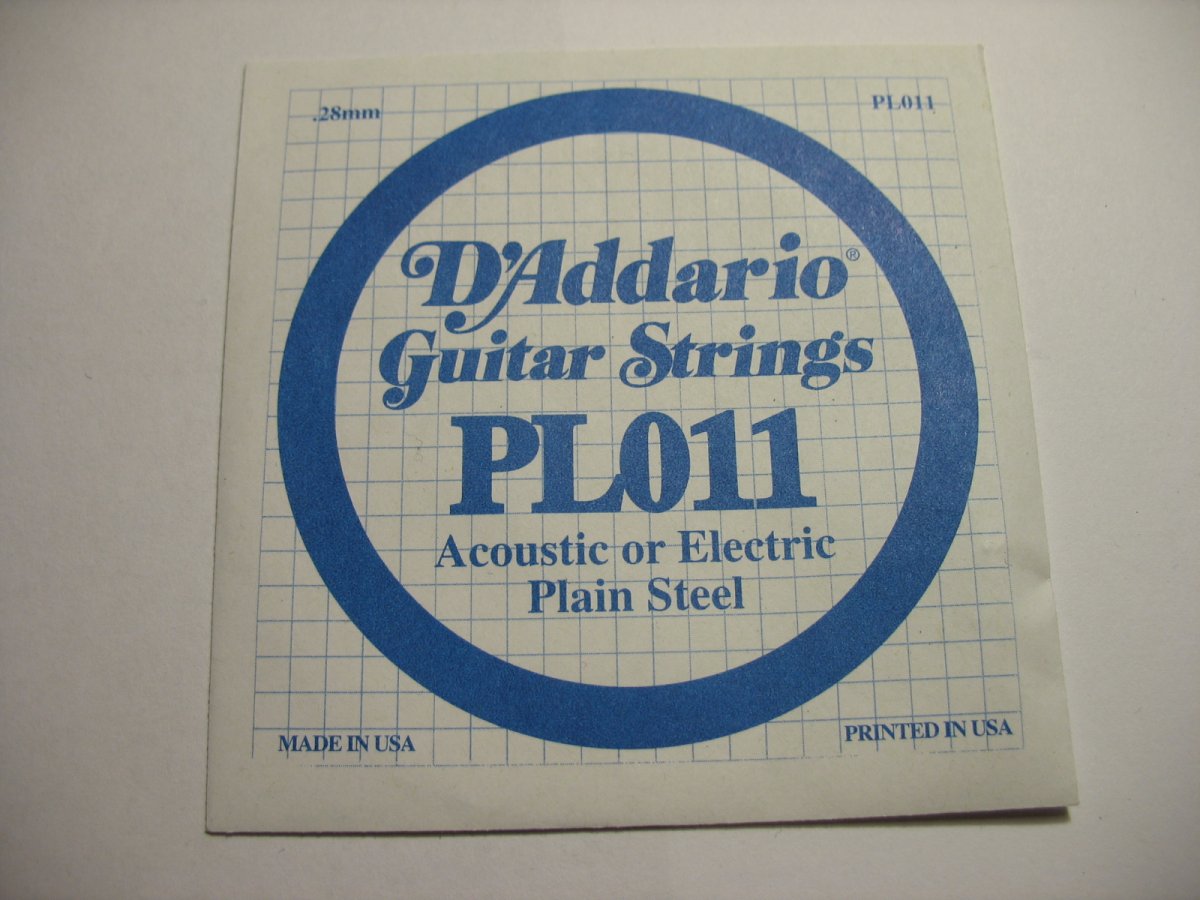 .28mm
PL011
D'Addario®
Guitar Strings
PL011
Acoustic or Electric
Plain Steel
MADE IN USA
PRINTED IN USA